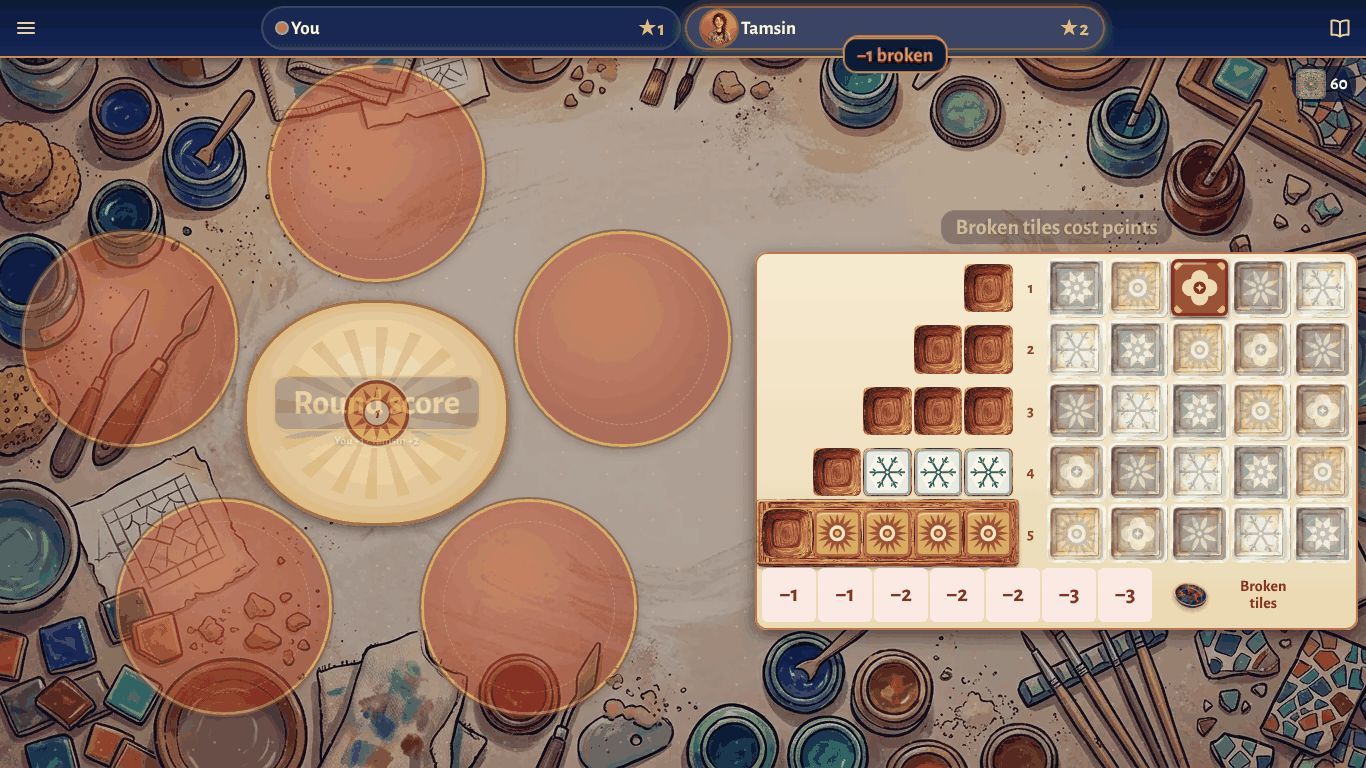 You
★1
Tamsin
★2
−1 broken
60
Broken tiles cost points
Round score
1
1
2
3
4
5
−1 −1 −2 −2 −2 −3 −3
Broken
tiles